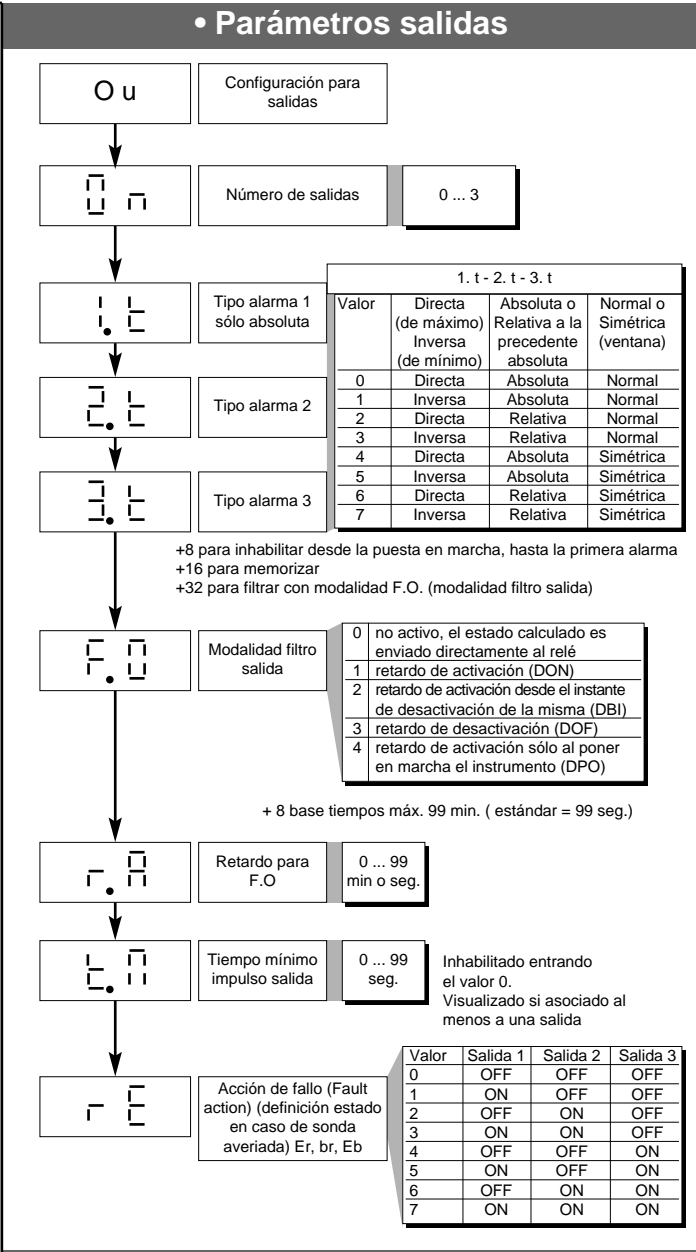 • Parámetros salidas
O u
Configuración para
salidas
0 n
Número de salidas
0 ... 3
1. t - 2. t - 3. t
1.t
Tipo alarma 1
sólo absoluta
2.t
Tipo alarma 2
3.t
Tipo alarma 3
Valor Directa (de máximo) Inversa (de mínimo) Absoluta o Relativa a la precedente absoluta Normal o Simétrica (ventana)
0 Directa Absoluta Normal
1 Inversa Absoluta Normal
2 Directa Relativa Normal
3 Inversa Relativa Normal
4 Directa Absoluta Simétrica
5 Inversa Absoluta Simétrica
6 Directa Relativa Simétrica
7 Inversa Relativa Simétrica
+8 para inhabilitar desde la puesta en marcha, hasta la primera alarma
+16 para memorizar
+32 para filtrar con modalidad F.O. (modalidad filtro salida)
F.0
Modalidad filtro
salida
0 no activo, el estado calculado es
enviado directamente al relé
1 retardo de activación (DON)
2 retardo de activación desde el instante
de desactivación de la misma (DBI)
3 retardo de desactivación (DOF)
4 retardo de activación sólo al poner
en marcha el instrumento (DPO)
+ 8 base tiempos máx. 99 min. ( estándar = 99 seg.)
r.A
Retardo para
F.O
0 ... 99
min o seg.
t.M
Tiempo mínimo
impulso salida
0 ... 99
seg.
Inhabilitado entrando
el valor 0.
Visualizado si asociado al
menos a una salida
r E
Acción de fallo (Fault
action) (definición estado
en caso de sonda
averiada) Er, br, Eb
Valor Salida 1 Salida 2 Salida 3
0 OFF OFF OFF
1 ON OFF OFF
2 OFF ON OFF
3 ON ON OFF
4 OFF OFF ON
5 ON OFF ON
6 OFF ON ON
7 ON ON ON